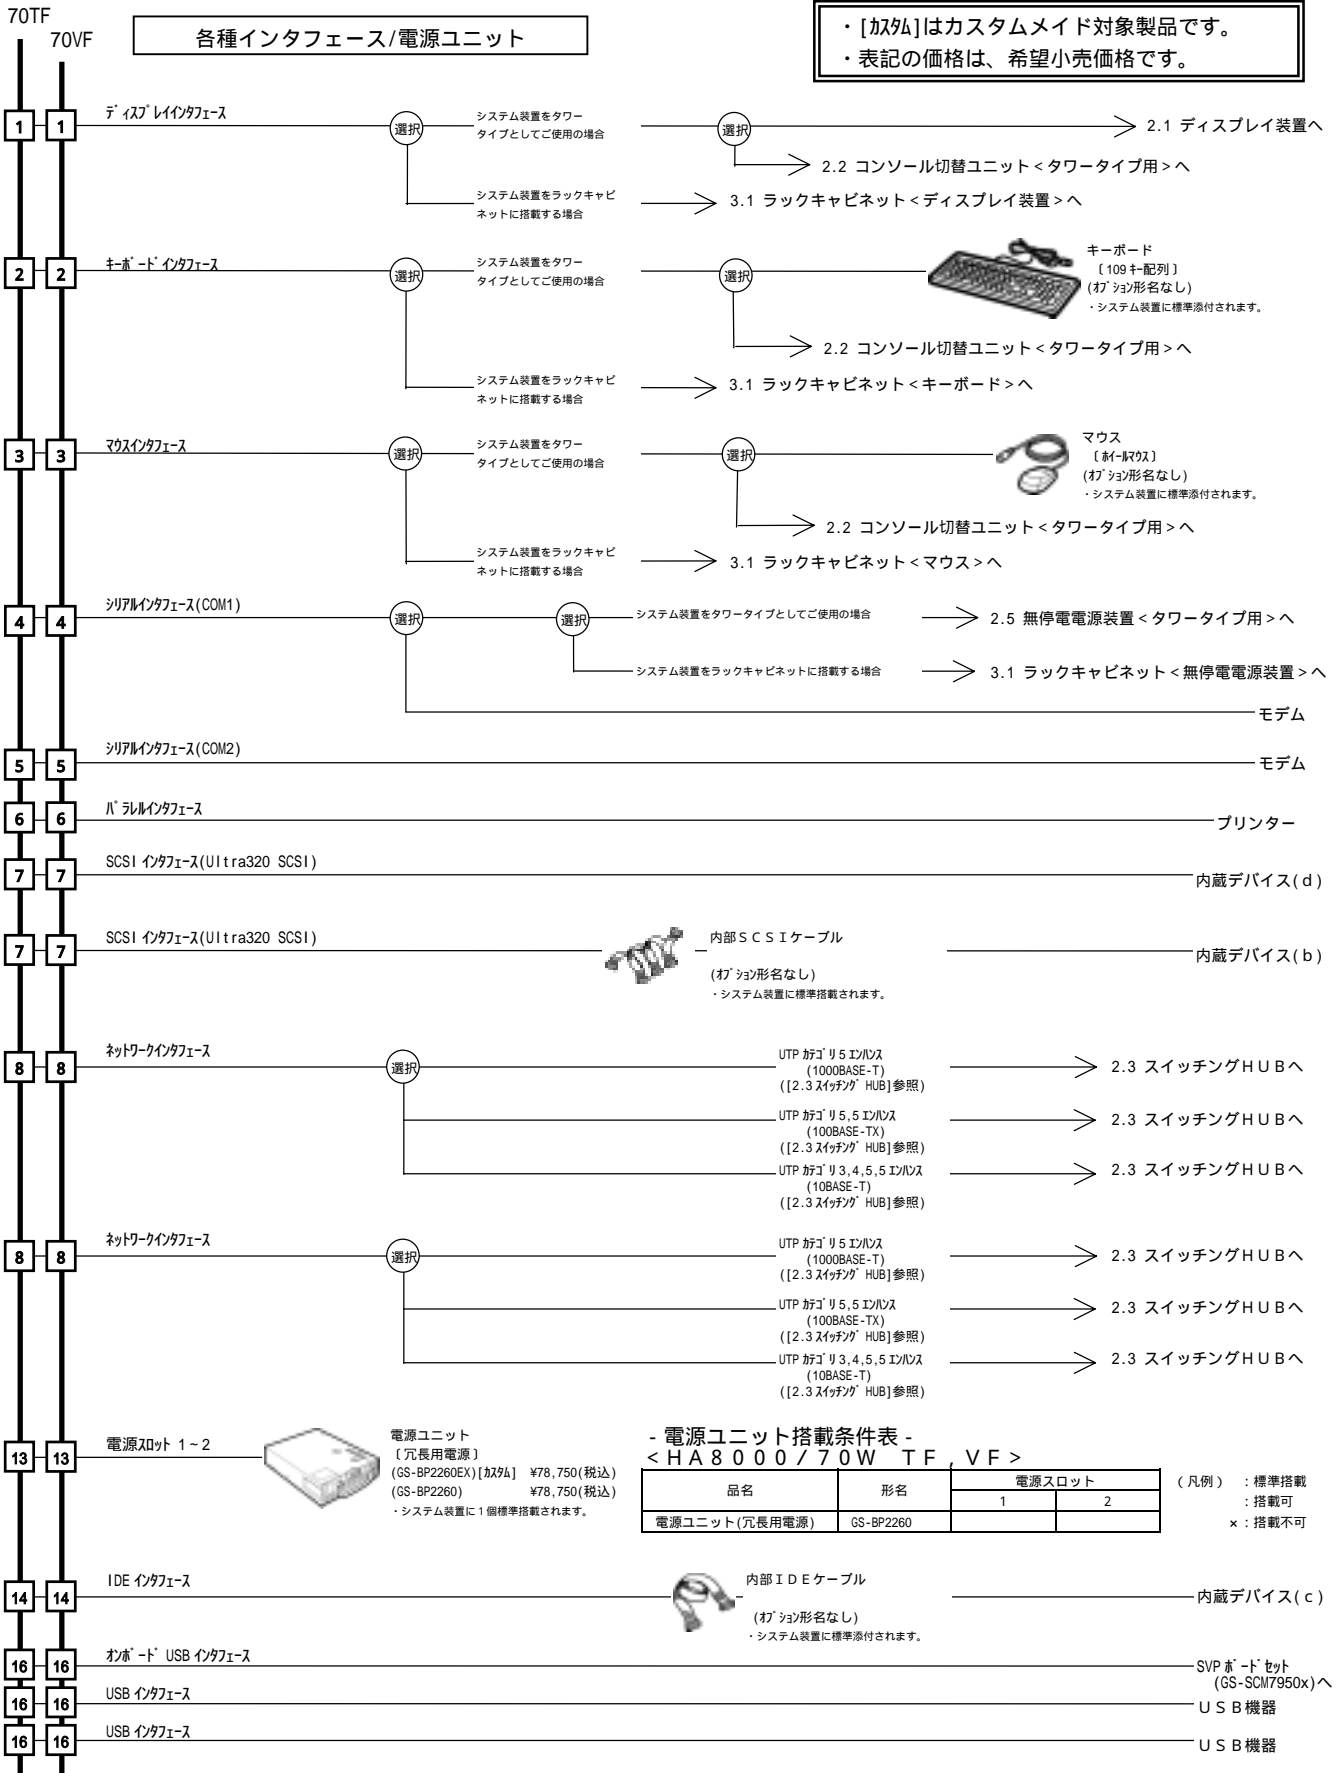 70TF
70VF
各種インタフェース/電源ユニット
・[ｶｽﾀﾑ]はカスタムメイド対象製品です。
・表記の価格は、希望小売価格です。
1 1 ﾃﾞｨｽﾌﾟﾚｲｲﾝﾀﾌｪｰｽ
選択
システム装置をタワー
タイプとしてご使用の場合
選択
2.1 ディスプレイ装置へ
2.2 コンソール切替ユニット<タワータイプ用>へ
システム装置をラックキャビ
ネットに搭載する場合
3.1 ラックキャビネット<ディスプレイ装置>へ
2 2 ｷｰﾎﾞｰﾄﾞｲﾝﾀﾌｪｰｽ
選択
システム装置をタワー
タイプとしてご使用の場合
選択
キーボード
〔109 ｷｰ配列〕
(ｵﾌﾟｼｮﾝ形名なし)
・システム装置に標準添付されます。
2.2 コンソール切替ユニット<タワータイプ用>へ
システム装置をラックキャビ
ネットに搭載する場合
3.1 ラックキャビネット<キーボード>へ
3 3 ﾏｳｽｲﾝﾀﾌｪｰｽ
選択
システム装置をタワー
タイプとしてご使用の場合
選択
マウス
〔ﾎｲｰﾙﾏｳｽ〕
(ｵﾌﾟｼｮﾝ形名なし)
・システム装置に標準添付されます。
2.2 コンソール切替ユニット<タワータイプ用>へ
システム装置をラックキャビ
ネットに搭載する場合
3.1 ラックキャビネット<マウス>へ
4 4 ｼﾘｱﾙｲﾝﾀﾌｪｰｽ(COM1)
選択
選択
システム装置をタワータイプとしてご使用の場合
2.5 無停電電源装置<タワータイプ用>へ
システム装置をラックキャビネットに搭載する場合
3.1 ラックキャビネット<無停電電源装置>へ
モデム
5 5 ｼﾘｱﾙｲﾝﾀﾌｪｰｽ(COM2)
モデム
6 6 ﾊﾟﾗﾚﾙｲﾝﾀﾌｪｰｽ
プリンター
7 7 SCSI ｲﾝﾀﾌｪｰｽ(Ultra320 SCSI)
内蔵デバイス(ｄ)
7 7 SCSI ｲﾝﾀﾌｪｰｽ(Ultra320 SCSI)
内部ＳＣＳＩケーブル
(ｵﾌﾟｼｮﾝ形名なし)
・システム装置に標準搭載されます。
内蔵デバイス(ｂ)
8 8 ﾈｯﾄﾜｰｸｲﾝﾀﾌｪｰｽ
選択
UTP ｶﾃｺﾞﾘ 5 ｴﾝﾊﾝｽ
(1000BASE-T)
([2.3 ｽｲｯﾁﾝｸﾞ HUB]参照)
2.3 スイッチングＨＵＢへ
UTP ｶﾃｺﾞﾘ 5,5 ｴﾝﾊﾝｽ
(100BASE-TX)
([2.3 ｽｲｯﾁﾝｸﾞ HUB]参照)
2.3 スイッチングＨＵＢへ
UTP ｶﾃｺﾞﾘ 3,4,5,5 ｴﾝﾊﾝｽ
(10BASE-T)
([2.3 ｽｲｯﾁﾝｸﾞ HUB]参照)
2.3 スイッチングＨＵＢへ
8 8 ﾈｯﾄﾜｰｸｲﾝﾀﾌｪｰｽ
選択
UTP ｶﾃｺﾞﾘ 5 ｴﾝﾊﾝｽ
(1000BASE-T)
([2.3 ｽｲｯﾁﾝｸﾞ HUB]参照)
2.3 スイッチングＨＵＢへ
UTP ｶﾃｺﾞﾘ 5,5 ｴﾝﾊﾝｽ
(100BASE-TX)
([2.3 ｽｲｯﾁﾝｸﾞ HUB]参照)
2.3 スイッチングＨＵＢへ
UTP ｶﾃｺﾞﾘ 3,4,5,5 ｴﾝﾊﾝｽ
(10BASE-T)
([2.3 ｽｲｯﾁﾝｸﾞ HUB]参照)
2.3 スイッチングＨＵＢへ
13 13 電源ｽﾛｯﾄ 1~2
電源ユニット
〔冗長用電源〕
(GS-BP2260EX)[ｶｽﾀﾑ] ¥78,750(税込)
(GS-BP2260) ¥78,750(税込)
・システム装置に１個標準搭載されます。
- 電源ユニット搭載条件表 -
<ＨＡ８０００/７０Ｗ ＴＦ,ＶＦ>
品名 形名 電源スロット
1 2
電源ユニット(冗長用電源) GS-BP2260
(凡例) :標準搭載
:搭載可
×:搭載不可
14 14 IDE ｲﾝﾀﾌｪｰｽ
内部ＩＤＥケーブル
(ｵﾌﾟｼｮﾝ形名なし)
・システム装置に標準添付されます。
内蔵デバイス(ｃ)
16 16 ｵﾝﾎﾞｰﾄﾞ USB ｲﾝﾀﾌｪｰｽ
SVP ﾎﾞｰﾄﾞｾｯﾄ
(GS-SCM7950x)へ
16 16 USB ｲﾝﾀﾌｪｰｽ
ＵＳＢ機器
16 16 USB ｲﾝﾀﾌｪｰｽ
ＵＳＢ機器